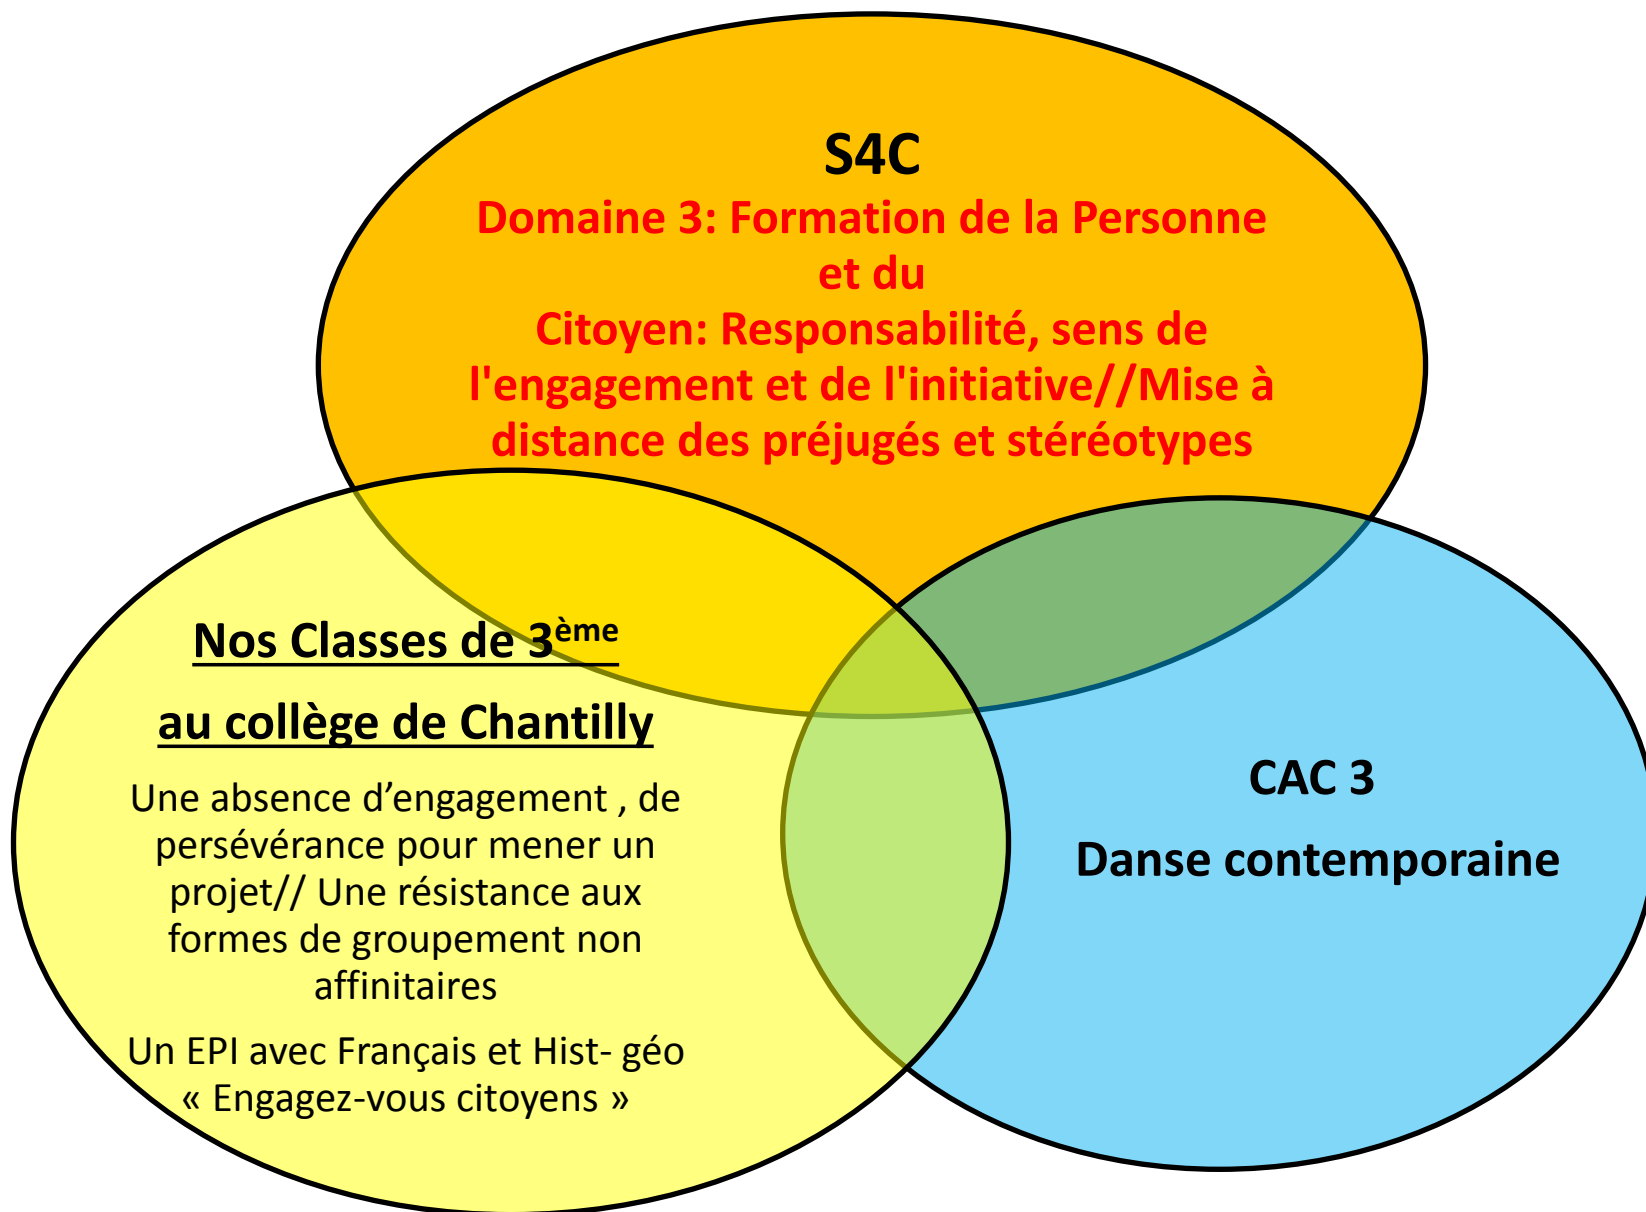 S4C
Domaine 3: Formation de la Personne
et du
Citoyen: Responsabilité, sens de
l'engagement et de l'initiative//Mise à
distance des préjugés et stéréotypes
Nos Classes de 3ème
au collège de Chantilly
Une absence d’engagement , de
persévérance pour mener un
projet// Une résistance aux
formes de groupement non
affinitaires
Un EPI avec Français et Hist- géo
« Engagez-vous citoyens »
CAC 3
Danse contemporaine